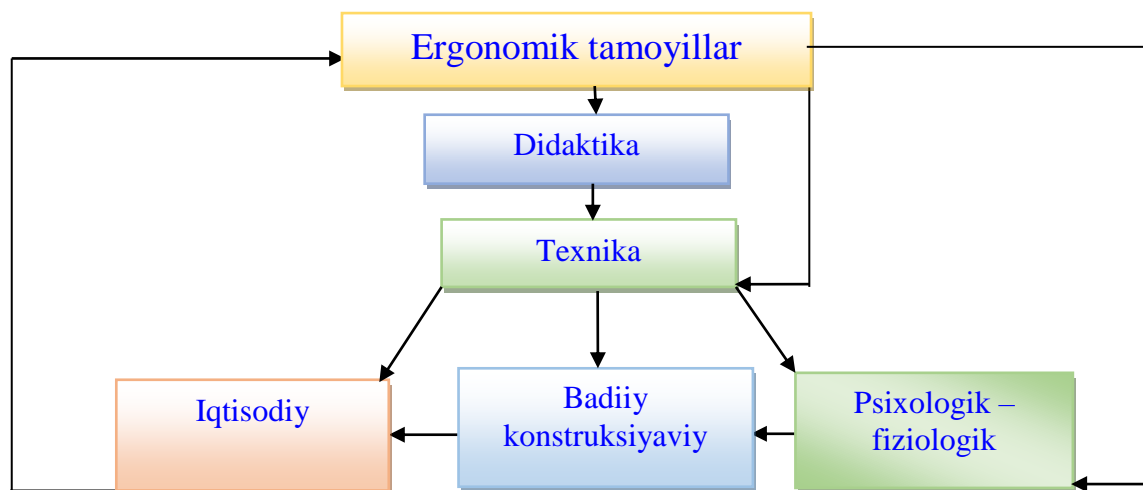 Ergonomik tamoyillar
Didaktika
Texnika
Iqtisodiy
Badiiy
konstruksiyaviy
Psixologik –
fiziologik